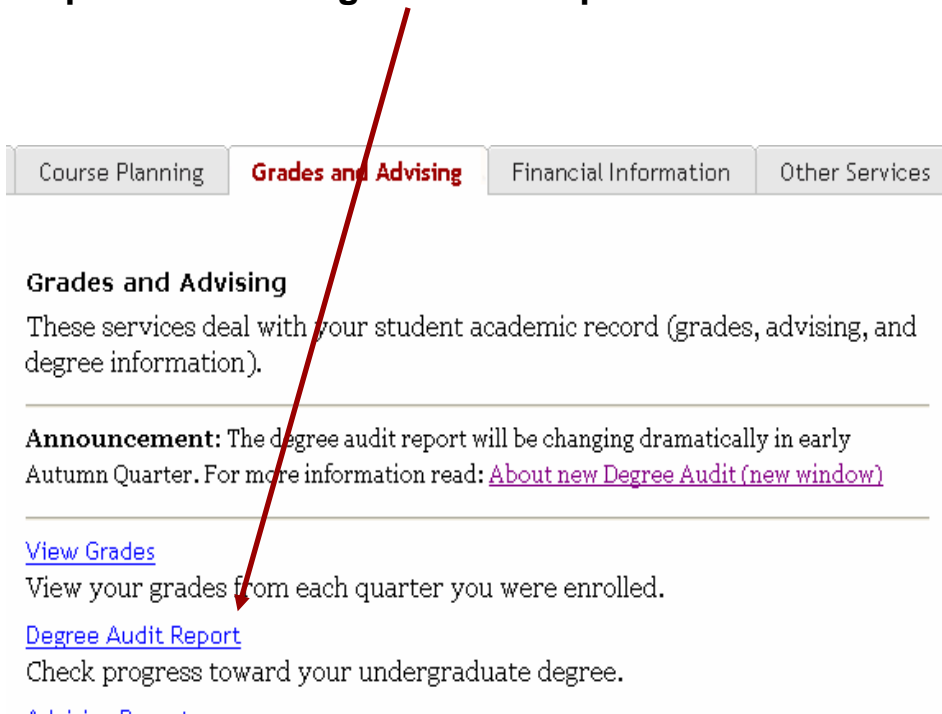 Course Planning Grades and Advising Financial Information Other Services
Grades and Advising
These services deal with your student academic record (grades, advising, and
degree information).
Announcement: The degree audit report will be changing dramatically in early
Autumn Quarter. For more information read: About new Degree Audit (new window)
View Grades
View your grades from each quarter you were enrolled.
Degree Audit Report
Check progress toward your undergraduate degree.